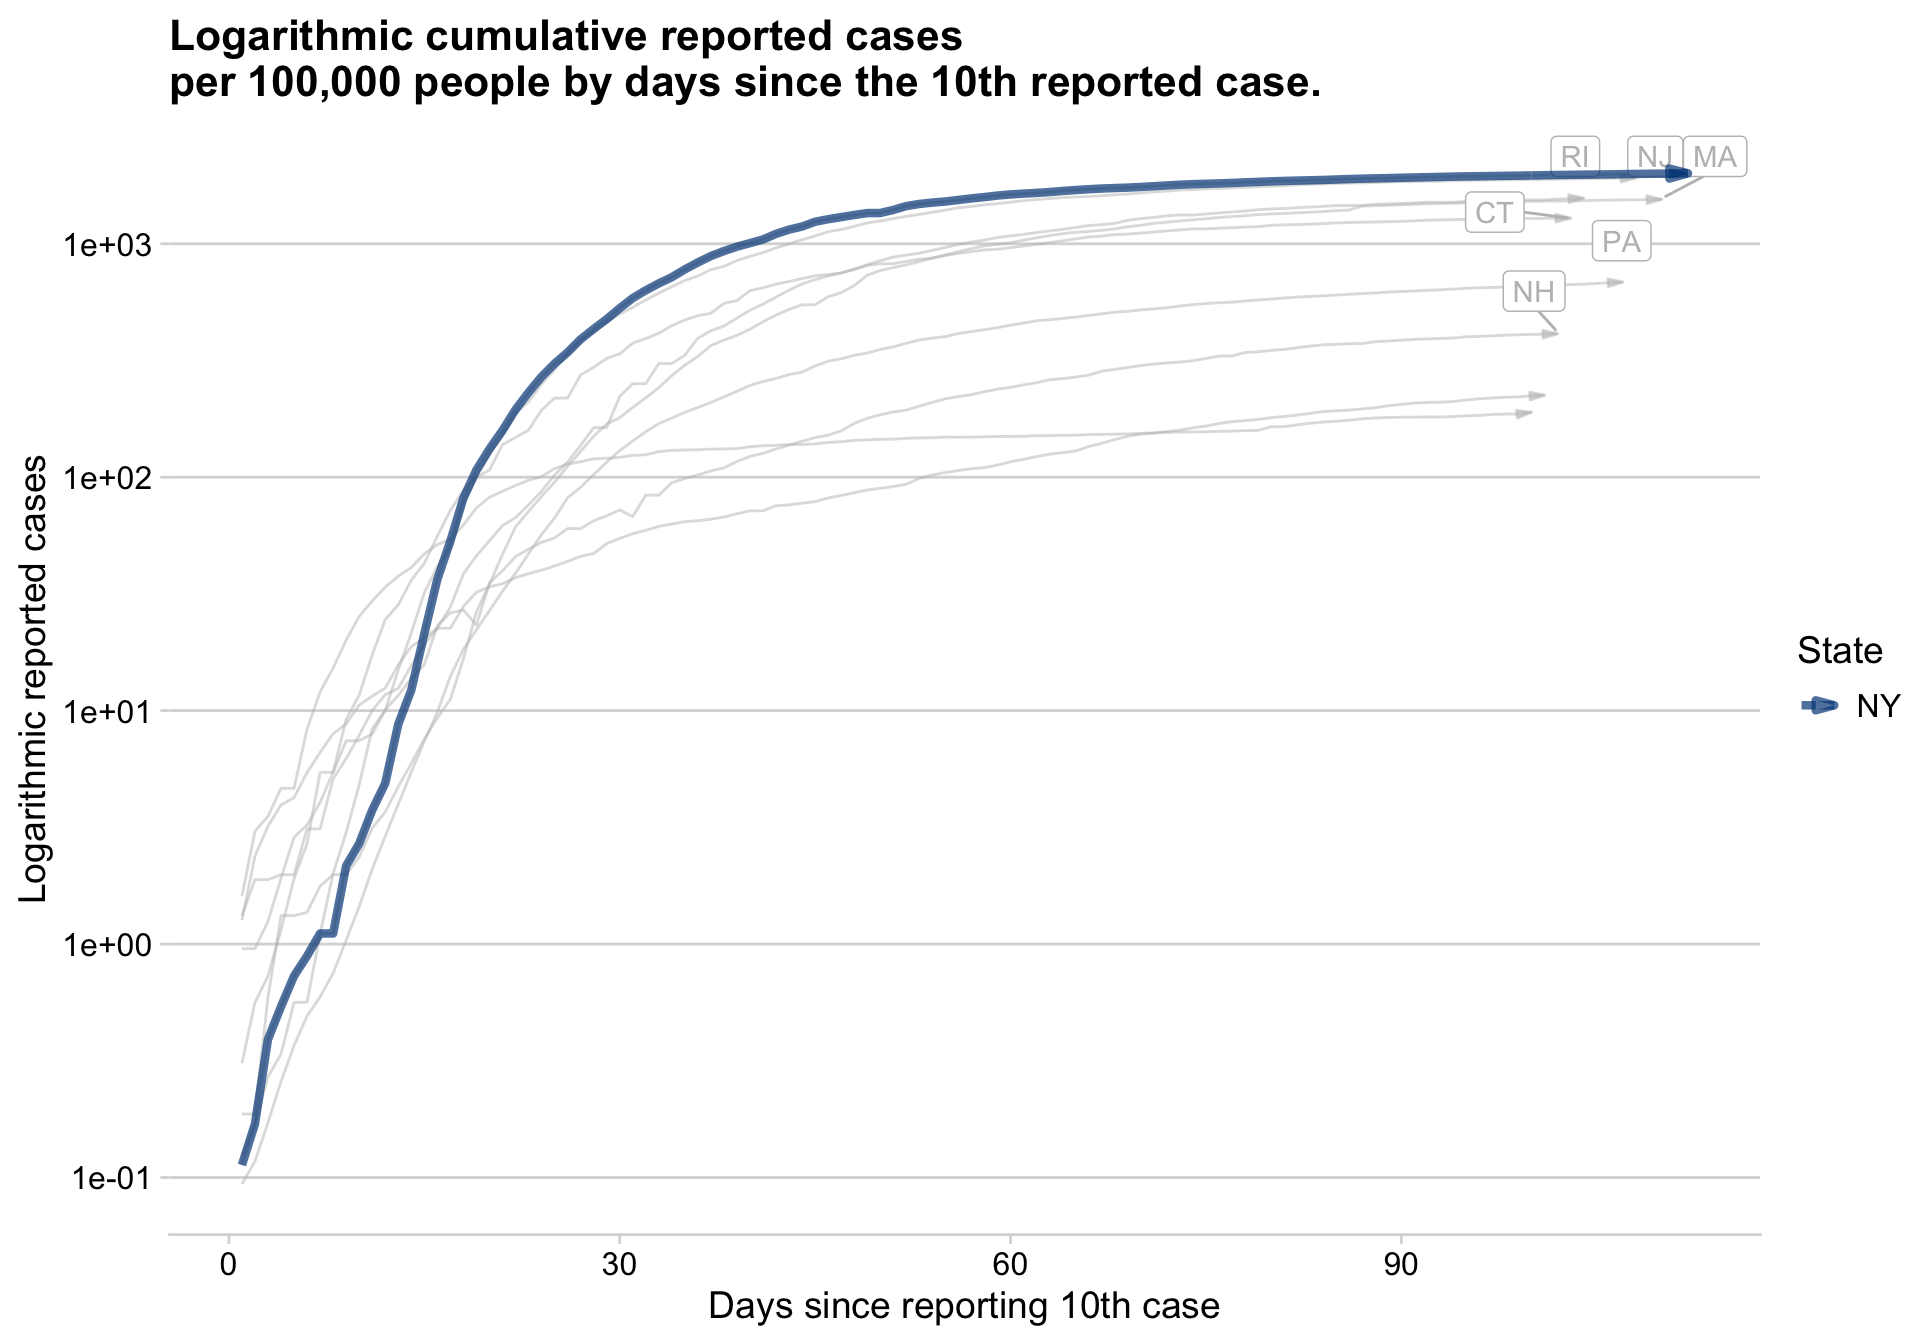 Logarithmic cumulative reported cases
per 100,000 people by days since the 10th reported case.
RI
NJ
MA
CT
PA
NH
1e+03
1e+02
1e+01
1e+00
1e-01
Logarithmic reported cases
State
NY
0
30
60
90
Days since reporting 10th case